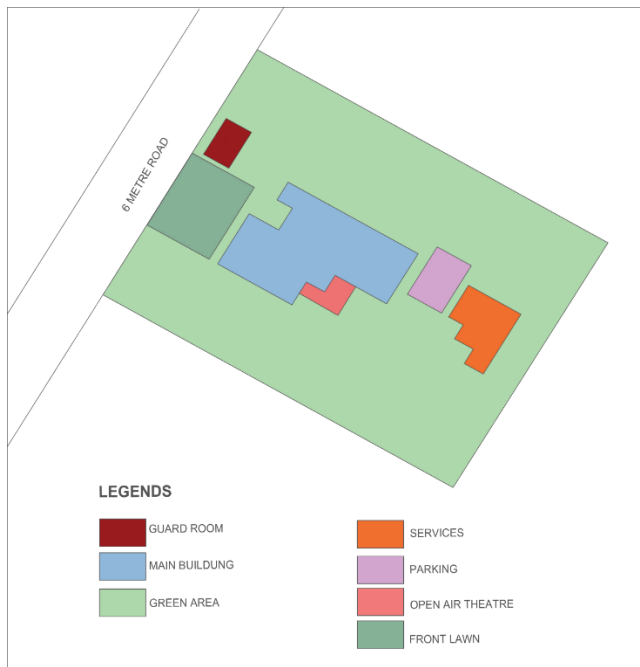 6 METRE ROAD
LEGENDS
GUARD ROOM
MAIN BUILDUNG
GREEN AREA
SERVICES
PARKING
OPEN AIR THEATRE
FRONT LAWN